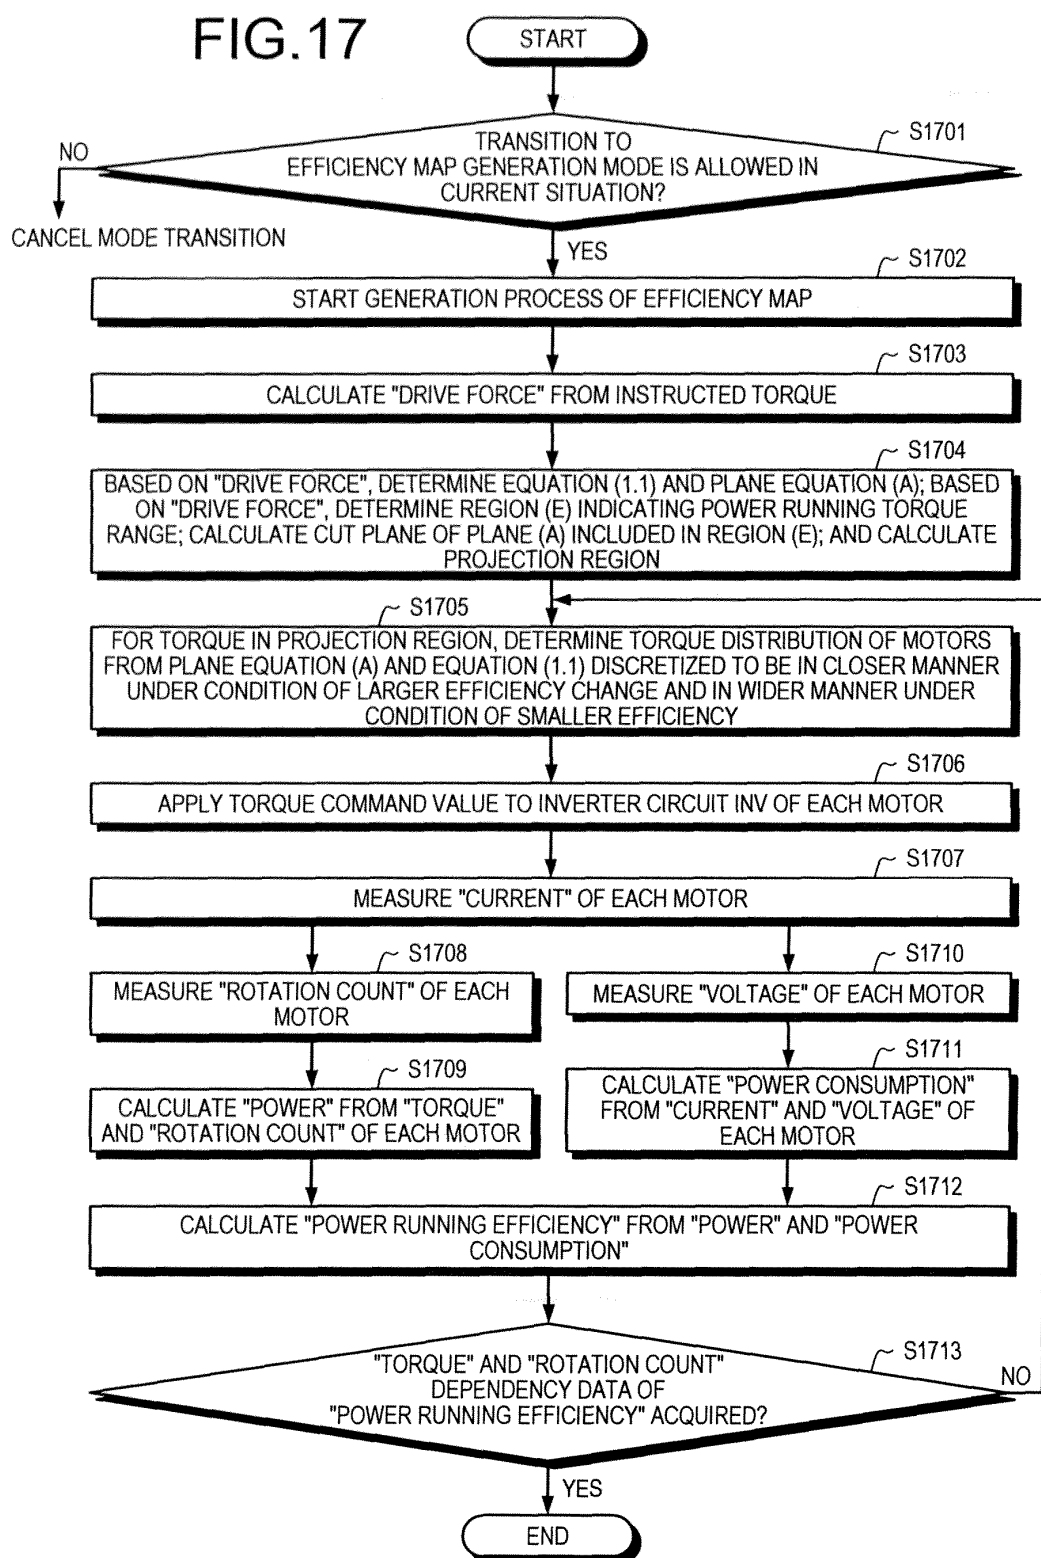 FIG.17
START
S1701
TRANSITION TO
EFFICIENCY MAP GENERATION MODE IS ALLOWED IN
CURRENT SITUATION?
NO
CANCEL MODE TRANSITION
YES
S1702
START GENERATION PROCESS OF EFFICIENCY MAP
S1703
CALCULATE "DRIVE FORCE" FROM INSTRUCTED TORQUE
S1704
BASED ON "DRIVE FORCE", DETERMINE EQUATION (1.1) AND PLANE EQUATION (A); BASED
ON "DRIVE FORCE", DETERMINE REGION (E) INDICATING POWER RUNNING TORQUE
RANGE; CALCULATE CUT PLANE OF PLANE (A) INCLUDED IN REGION (E); AND CALCULATE
PROJECTION REGION
S1705
FOR TORQUE IN PROJECTION REGION, DETERMINE TORQUE DISTRIBUTION OF MOTORS
FROM PLANE EQUATION (A) AND EQUATION (1.1) DISCRETIZED TO BE IN CLOSER MANNER
UNDER CONDITION OF LARGER EFFICIENCY CHANGE AND IN WIDER MANNER UNDER
CONDITION OF SMALLER EFFICIENCY
S1706
APPLY TORQUE COMMAND VALUE TO INVERTER CIRCUIT INV OF EACH MOTOR
S1707
MEASURE "CURRENT" OF EACH MOTOR
S1708
MEASURE "ROTATION COUNT" OF EACH
MOTOR
S1709
CALCULATE "POWER" FROM "TORQUE"
AND "ROTATION COUNT" OF EACH MOTOR
S1710
MEASURE "VOLTAGE" OF EACH MOTOR
S1711
CALCULATE "POWER CONSUMPTION"
FROM "CURRENT" AND "VOLTAGE" OF
EACH MOTOR
S1712
CALCULATE "POWER RUNNING EFFICIENCY" FROM "POWER" AND "POWER
CONSUMPTION"
S1713
"TORQUE" AND "ROTATION COUNT"
DEPENDENCY DATA OF
"POWER RUNNING EFFICIENCY" ACQUIRED?
NO
YES
END